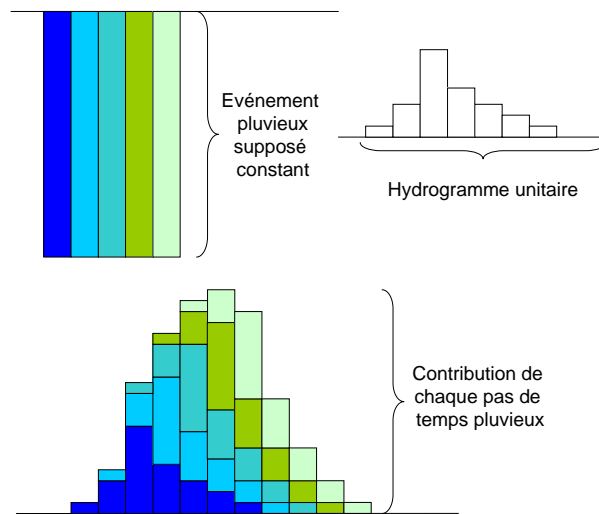 Evénement
pluvieux
supposé
constant
Hydrogramme unitaire
Contribution de
chaque pas de
temps pluvieux